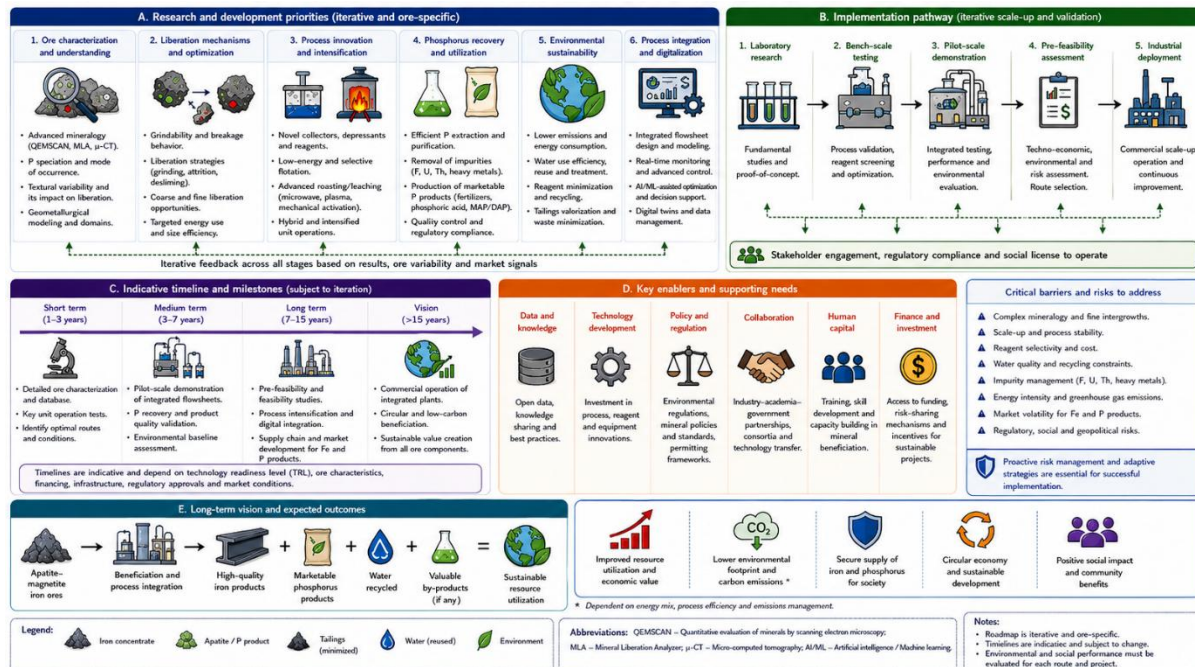 A. Research and development priorities (iterative and ore-specific)
1. Ore characterization
and understanding
• Advanced mineralogy
(QEMSCAN, MLA, μ-CT).
• P speciation and mode
of occurrence.
• Textural variability and
its impact on liberation.
• Geometallurgical
modeling and domains.
2. Liberation mechanisms
and optimization
• Grindability and breakage
behavior.
• Liberation strategies
(grinding, attrition,
desliming).
• Coarse and fine liberation
opportunities.
• Targeted energy use
and size efficiency.
3. Process innovation
and intensification
• Novel collectors, depressants
and reagents.
• Low-energy and selective
flotation.
• Advanced roasting/leaching
(microwave, plasma,
mechanical activation).
• Hybrid and intensified
unit operations.
4. Phosphorus recovery
and utilization
• Efficient P extraction and
purification.
• Removal of impurities
(F, U, Th, heavy metals).
• Production of marketable
P products (fertilizers,
phosphoric acid, MAP/DAP).
• Quality control and
regulatory compliance.
5. Environmental
sustainability
• Lower emissions and
energy consumption.
• Water use efficiency,
reuse and treatment.
• Reagent minimization
and recycling.
• Tailings valorization and
waste minimization.
6. Process integration
and digitalization
• Integrated flowsheet
design and modeling.
• Real-time monitoring
and advanced control.
• AI/ML-assisted optimization
and decision support.
• Digital twins and data
management.
Iterative feedback across all stages based on results, ore variability and market signals
B. Implementation pathway (iterative scale-up and validation)
1. Laboratory
research
Fundamental
studies and
proof-of-concept.
2. Bench-scale
testing
Process validation,
reagent screening
and optimization.
3. Pilot-scale
demonstration
Integrated testing,
performance and
environmental
evaluation.
4. Pre-feasibility
assessment
Techno-economic,
environmental and
risk assessment.
Route selection.
5. Industrial
deployment
Commercial scale-up
operation and
continuous
improvement.
Stakeholder engagement, regulatory compliance and social license to operate
C. Indicative timeline and milestones (subject to iteration)
Short term
(1–3 years)
• Detailed ore characterization
and database.
• Key unit operation tests.
• Identify optimal routes
and conditions.
Medium term
(3–7 years)
• Pilot-scale demonstration
of integrated flowsheets.
• P recovery and product
quality validation.
• Environmental baseline
assessment.
Long term
(7–15 years)
• Pre-feasibility and
feasibility studies.
• Process intensification and
digital integration.
• Supply chain and market
development for Fe and
P products.
Vision
(>15 years)
• Commercial operation of
integrated plants.
• Circular and low-carbon
beneficiation.
• Sustainable value creation
from all ore components.
Timelines are indicative and depend on technology readiness level (TRL), ore characteristics,
financing, infrastructure, regulatory approvals and market conditions.
D. Key enablers and supporting needs
Data and
knowledge
Open data,
knowledge
sharing and
best practices.
Technology
development
Investment in
process, reagent
and equipment
innovations.
Policy and
regulation
Environmental
regulations,
mineral policies
and standards,
permitting
frameworks.
Collaboration
Industry–academia–
government
partnerships,
consortia and
technology transfer.
Human
capital
Training, skill
development and
capacity building in
mineral
beneficiation.
Finance and
investment
Access to funding,
risk-sharing
mechanisms and
incentives for
sustainable
projects.
Critical barriers and risks to address
Complex mineralogy and fine intergrowths.
Scale-up and process stability.
Reagent selectivity and cost.
Water quality and recycling constraints.
Impurity management (F, U, Th, heavy metals).
Energy intensity and greenhouse gas emissions.
Market volatility for Fe and P products.
Regulatory, social and geopolitical risks.
Proactive risk management and adaptive
strategies are essential for successful
implementation.
E. Long-term vision and expected outcomes
Apatite–
magnetite
iron ores
Beneficiation and
process integration
High-quality
iron products
+
Marketable
phosphorus
products
+
Water
recycled
+
Valuable
by-products
(if any)
=
Sustainable
resource
utilization
Improved resource
utilization and
economic value
CO2
Lower environmental
footprint and
carbon emissions *
Secure supply of
iron and phosphorus
for society
Circular economy
and sustainable
development
Positive social impact
and community
benefits
* Dependent on energy mix, process efficiency and emissions management.
Legend:
Iron concentrate
Apatite / P product
Tailings
(minimized)
Water (reused)
Environment
Abbreviations: QEMSCAN – Quantitative evaluation of minerals by scanning electron microscopy;
MLA – Mineral Liberation Analyzer; μ-CT – Micro-computed tomography; AI/ML – Artificial intelligence / Machine learning.
Notes:
• Roadmap is iterative and ore-specific.
• Timelines are indicative and subject to change.
• Environmental and social performance must be
evaluated for each route and project.